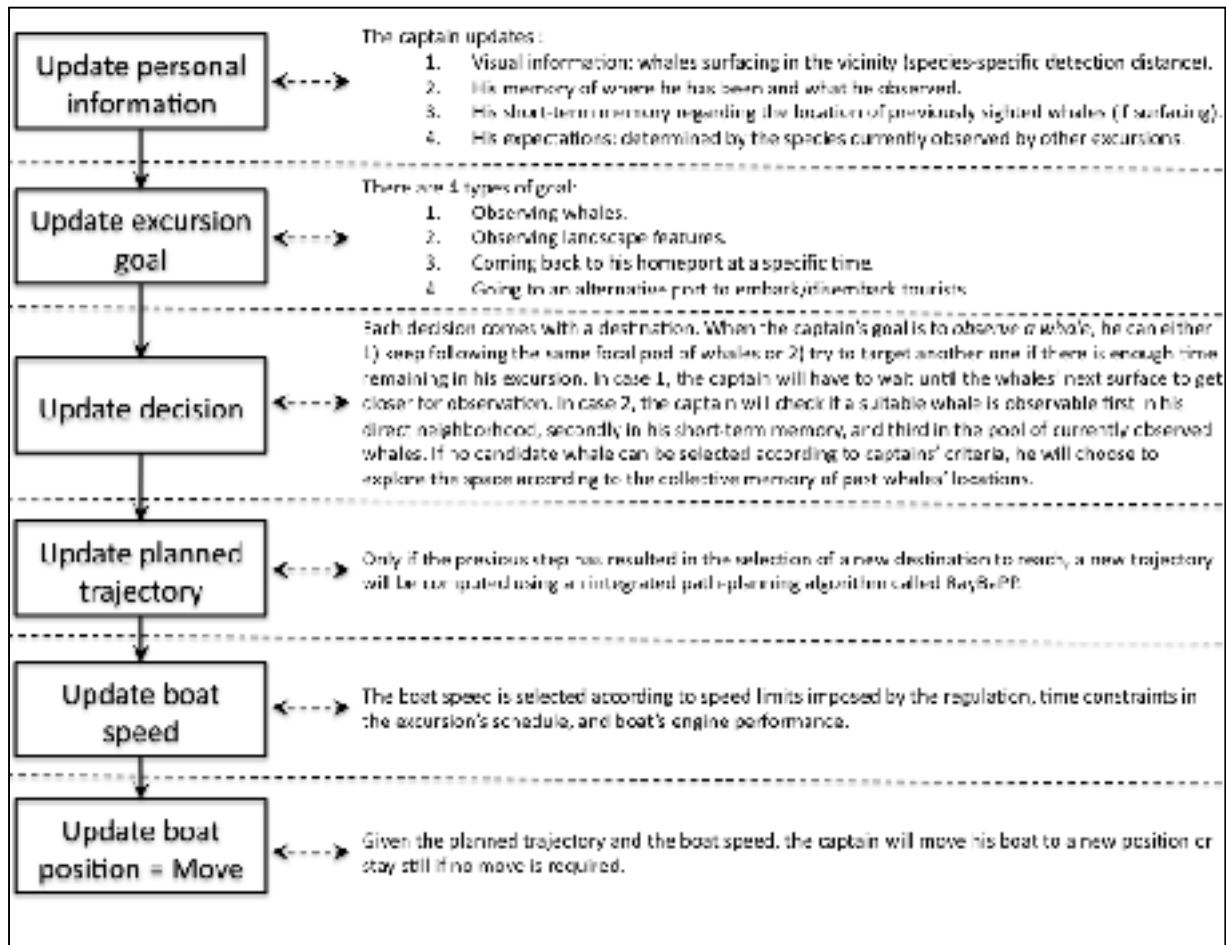 Update personal
information
The captain updates :
1. Visual information: whales surfacing in the vicinity (species-specific detection distance).
2. His memory of where he has been and what he observed.
3. His short-term memory regarding the location of previously sighted whales (if surfacing).
4. His expectations: determined by the species currently observed by other excursions.
Update excursion
goal
There are 4 types of goal:
1. Observing whales.
2. Observing landscape features.
3. Coming back to his homeport at a specific time.
4 Going to an alternative port to embark/disembark tourists
Update decision
Each decision comes with a destination. When the captain's goal is to observe a whale, he can either
1) keep following the same focal pod of whales or 2) try to target another one if there is enough time
remaining in his excursion. In case 1, the captain will have to wait until the whales' next surface to get
closer for observation. In case 2, the captain will check if a suitable whale is observable first in his
direct neighborhood, secondly in his short-term memory, and third in the pool of currently observed
whales. If no candidate whale can be selected according to captains' criteria, he will choose to
explore the space according to the collective memory of past whales' locations.
Update planned
trajectory
Only if the previous step has resulted in the selection of a new destination to reach, a new trajectory
will be computed using an integrated path-planning algorithm called
Update boat
speed
The boat speed is selected according to speed limits imposed by the regulation, time constraints in
the excursion's schedule, and boat's engine performance.
Update boat
position = Move
Given the planned trajectory and the boat speed, the captain will move his boat to a new position or
stay still if no move is required.